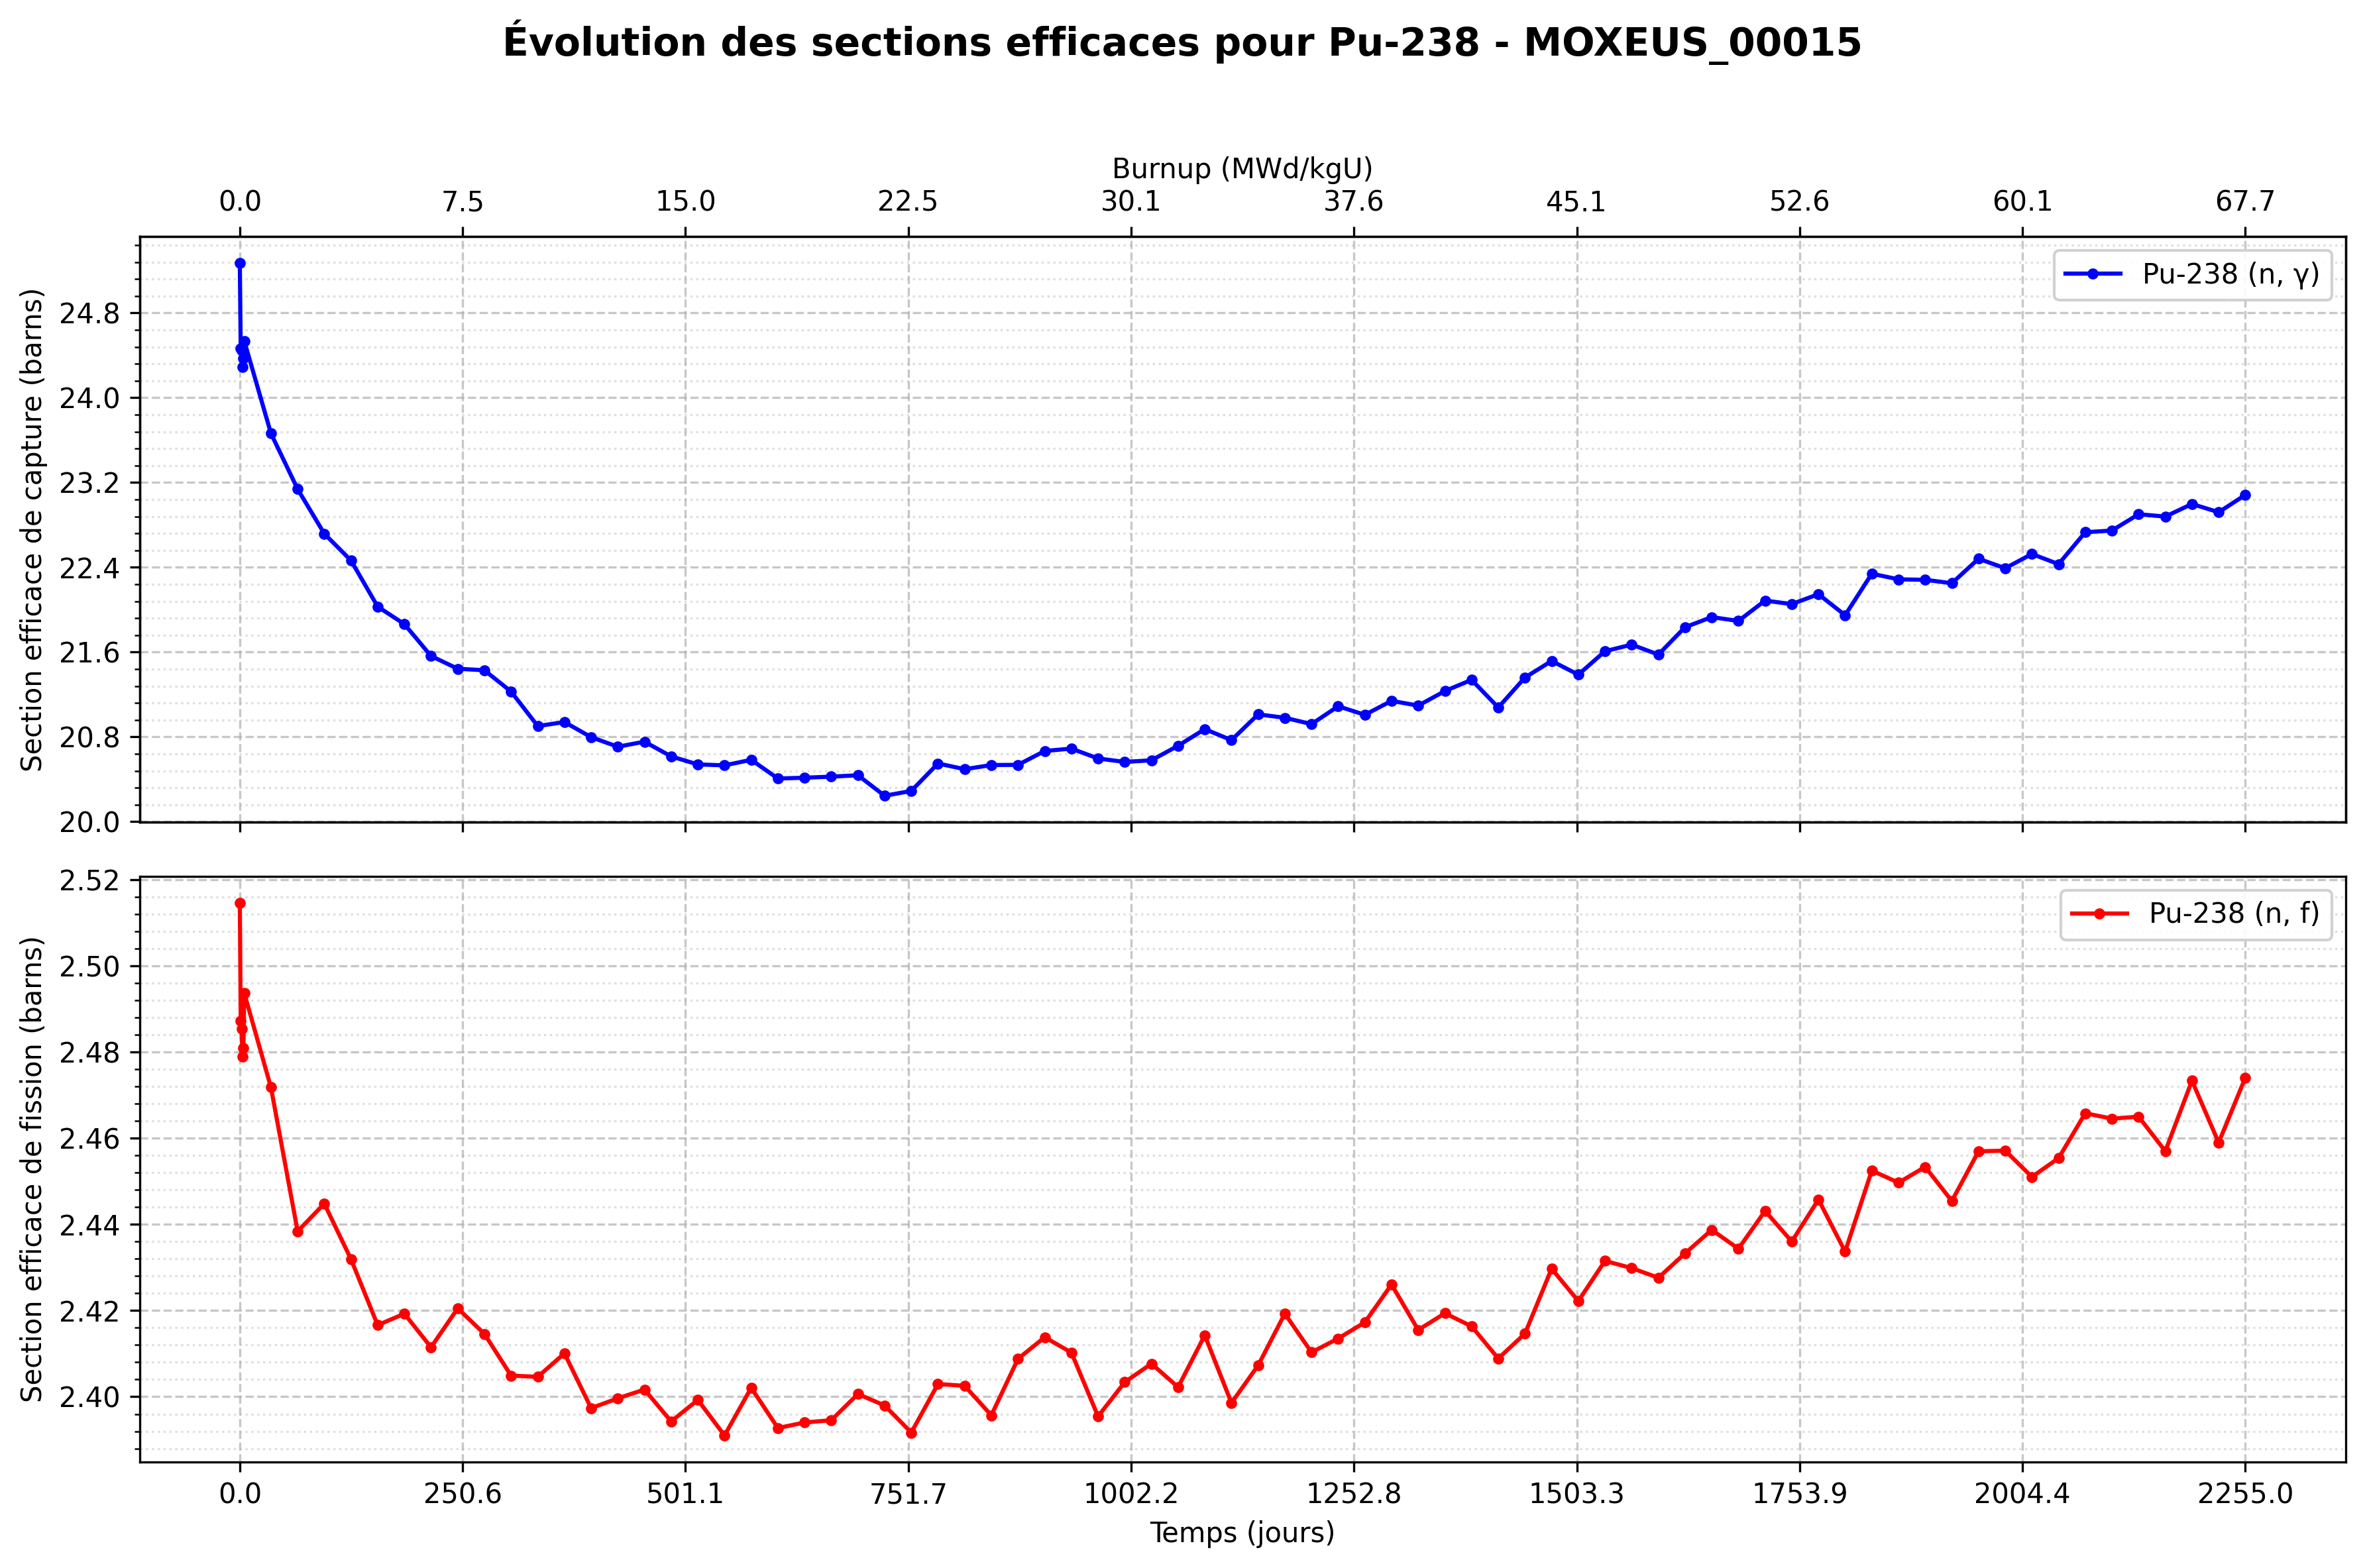 Évolution des sections efficaces pour Pu-238 - MOXEUS_00015
Burnup (MWd/kgU)
0.0 7.5 15.0 22.5 30.1 37.6 45.1 52.6 60.1 67.7
Pu-238 (n, γ)
Section efficace de capture (barns)
24.8
24.0
23.2
22.4
21.6
20.8
20.0
Pu-238 (n, f)
Section efficace de fission (barns)
2.52
2.50
2.48
2.46
2.44
2.42
2.40
0.0 250.6 501.1 751.7 1002.2 1252.8 1503.3 1753.9 2004.4 2255.0
Temps (jours)